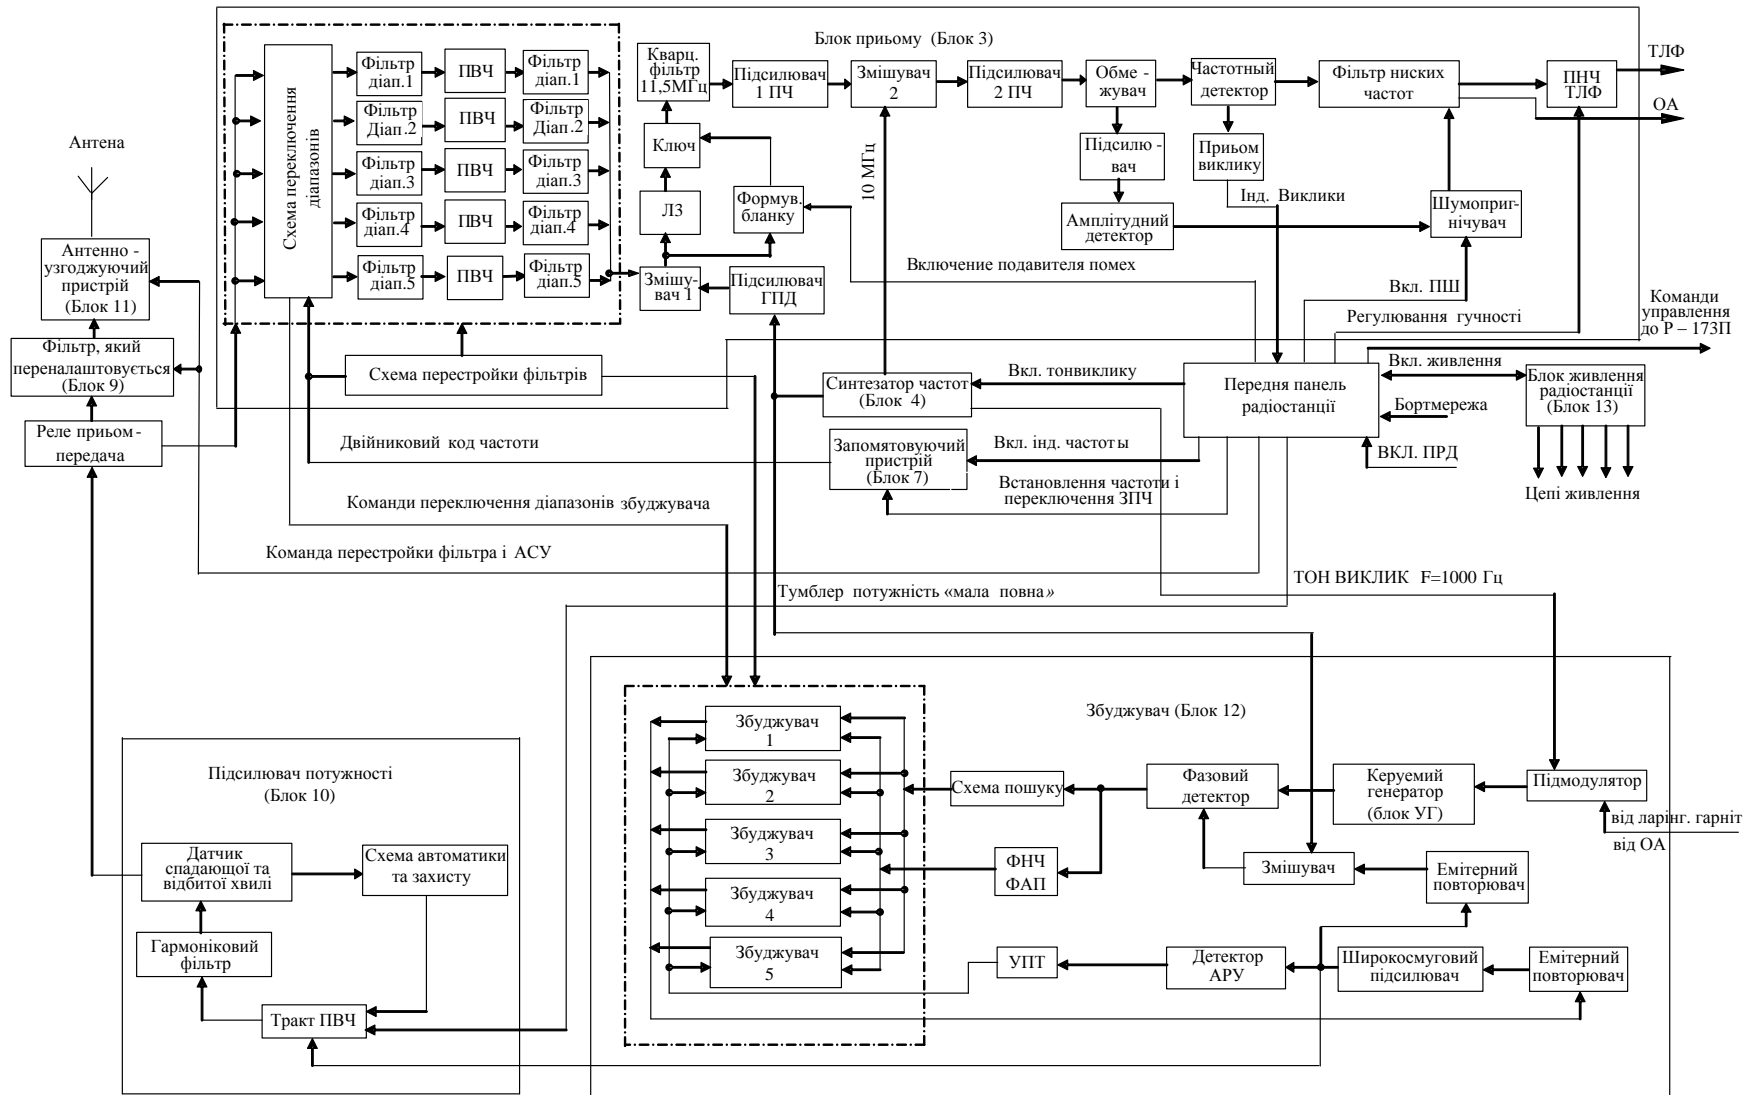 Блок прийому (Блок 3)
Схема переключення
діапазонів
Фільтр
діап.1
ПВЧ
Фільтр
діап.1
Фільтр
Діап.2
ПВЧ
Фільтр
Діап.2
Фільтр
діап.3
ПВЧ
Фільтр
діап.3
Фільтр
діап.4
ПВЧ
Фільтр
діап.4
Фільтр
діап.5
ПВЧ
Фільтр
діап.5
Кварц.
фільтр
11,5МГц
Підсилювач
1 ПЧ
Змішувач
2
Підсилювач
2 ПЧ
Обме -
жувач
Частотный
детектор
Фільтр ниских
частот
ПНЧ
ТЛФ
ТЛФ
ОА
Ключ
ЛЗ
Формув.
бланку
Змішу-
вач 1
Підсилювач
ГПД
10 МГц
Підсилю -
вач
Прийом
виклику
Інд. Виклики
Амплітудний
детектор
Шумоприг-
нічувач
Включение подавителя помех
Вкл. ПШ
Регулювання гучності
Команди
управления
до Р – 173П
Антена
Антенно -
узгоджуючий
пристрій
(Блок 11)
Фільтр, який
переналаштовується
(Блок 9)
Реле прийом -
передача
Схема перестройки фільтрів
Синтезатор частот
(Блок 4)
Вкл. тонвиклику
Передня панель
радіостанції
Вкл. живлення
Бортмережа
ВКЛ. ПРД
Блок живлення
радіостанції
(Блок 13)
Цепі живлення
Двійниковий код частоти
Запомятовуючий
пристрій
(Блок 7)
Вкл. інд. частоты
Встановлення частоти і
переключення ЗПЧ
Команди переключення діапазонів збуджувача
Команда перестройки фільтра і АСУ
Тумблер потужність «мала повна»
ТОН ВИКЛИК F=1000 Гц
Збуджувач (Блок 12)
Збуджувач
1
Збуджувач
2
Збуджувач
3
Збуджувач
4
Збуджувач
5
Схема пошуку
Фазовий
детектор
Керуемий
генератор
(блок УГ)
Підмодулятор
від ларінг. гарніт
від ОА
ФНЧ
ФАП
Змішувач
Емітерний
повторювач
УПТ
Детектор
АРУ
Широкосмуговий
підсилювач
Емітерний
повторювач
Підсилювач потужності
(Блок 10)
Датчик
спадающої та
відбитої хвилі
Схема автоматики
та захисту
Гармоніковий
фільтр
Тракт ПВЧ